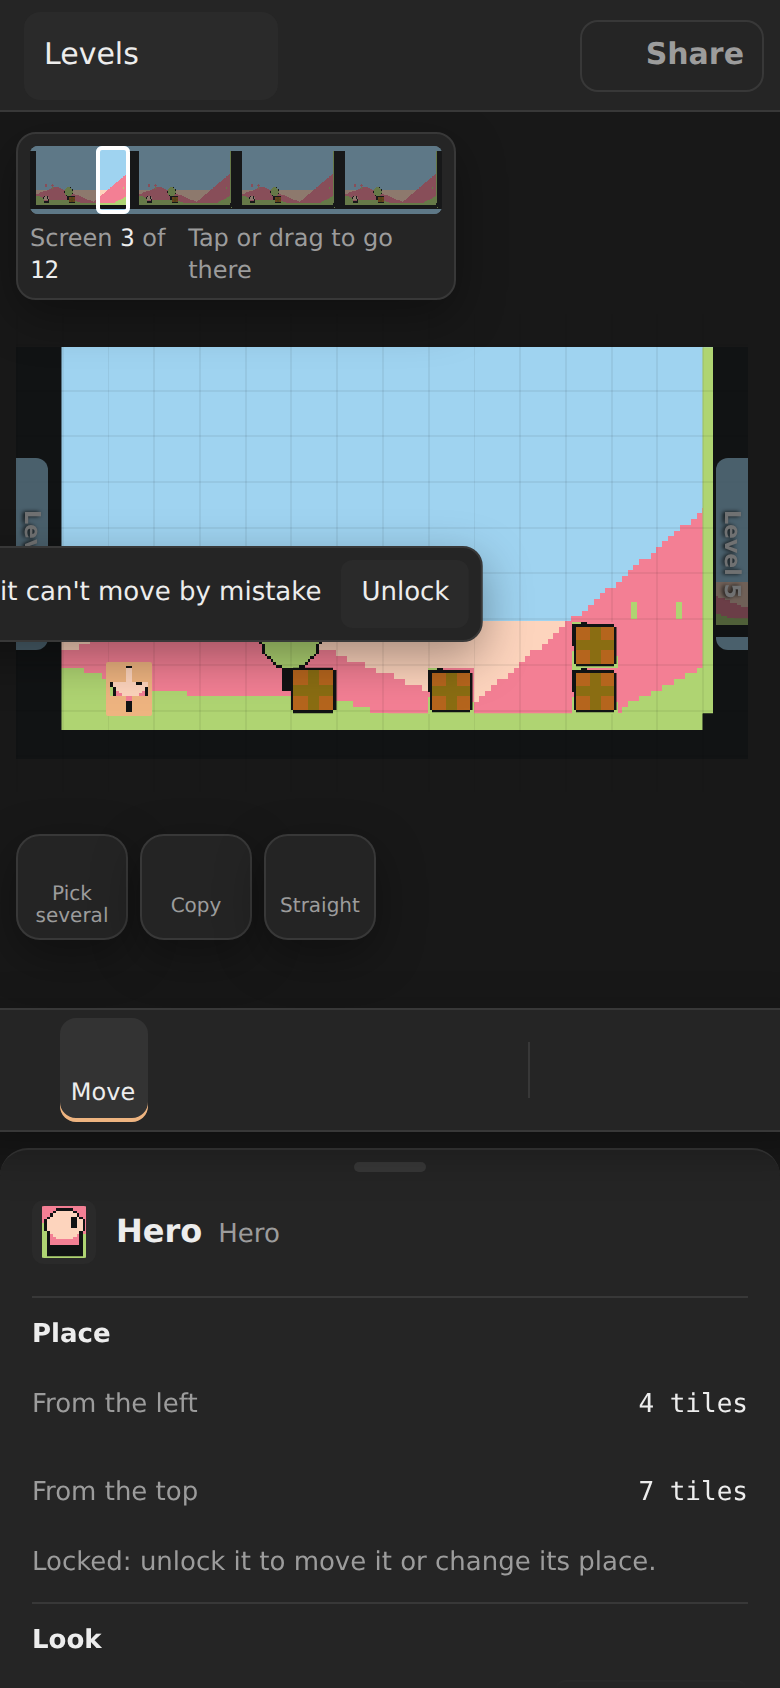 Levels
Share
Screen 3 of 12
Tap or drag to go there
Lev
Level 5
it can't move by mistake
Unlock
Pick several
Copy
Straight
Move
Hero Hero
Place
From the left 4 tiles
From the top 7 tiles
Locked: unlock it to move it or change its place.
Look